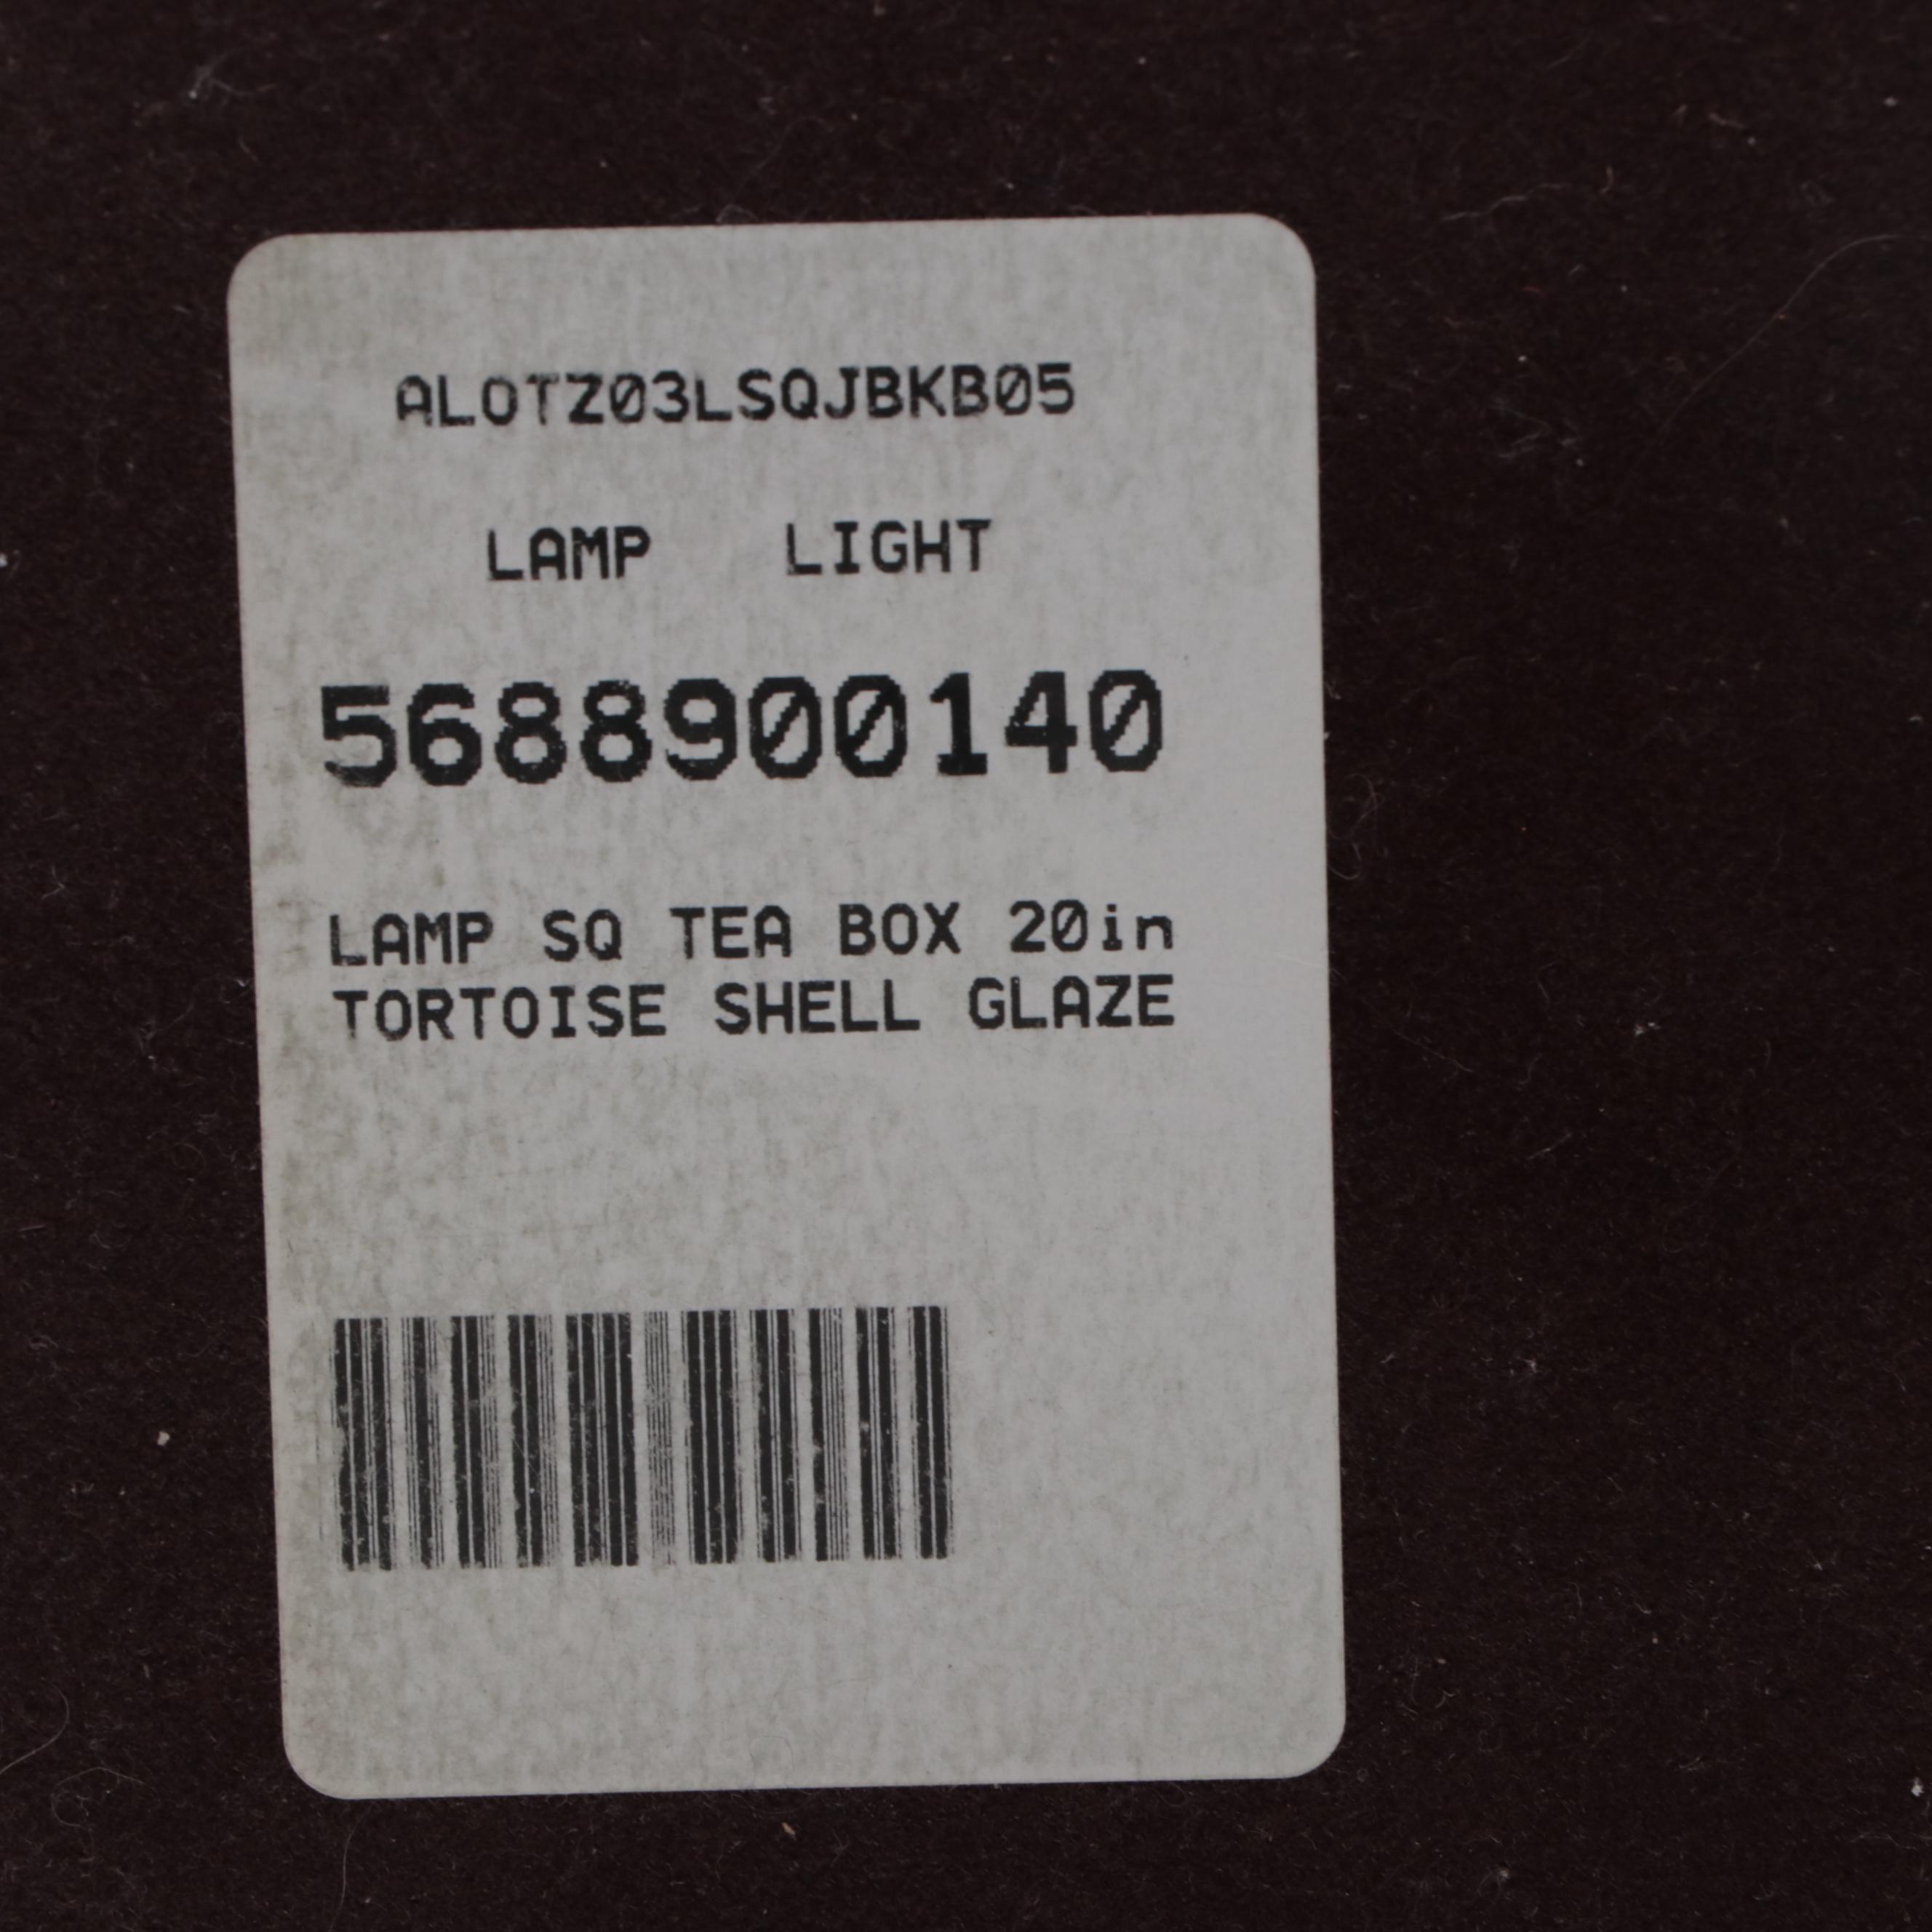 ALOTZ03LSQJBKB05
LAMP LIGHT
5688900140
LAMP SQ TEA BOX 20in
TORTOISE SHELL GLAZE